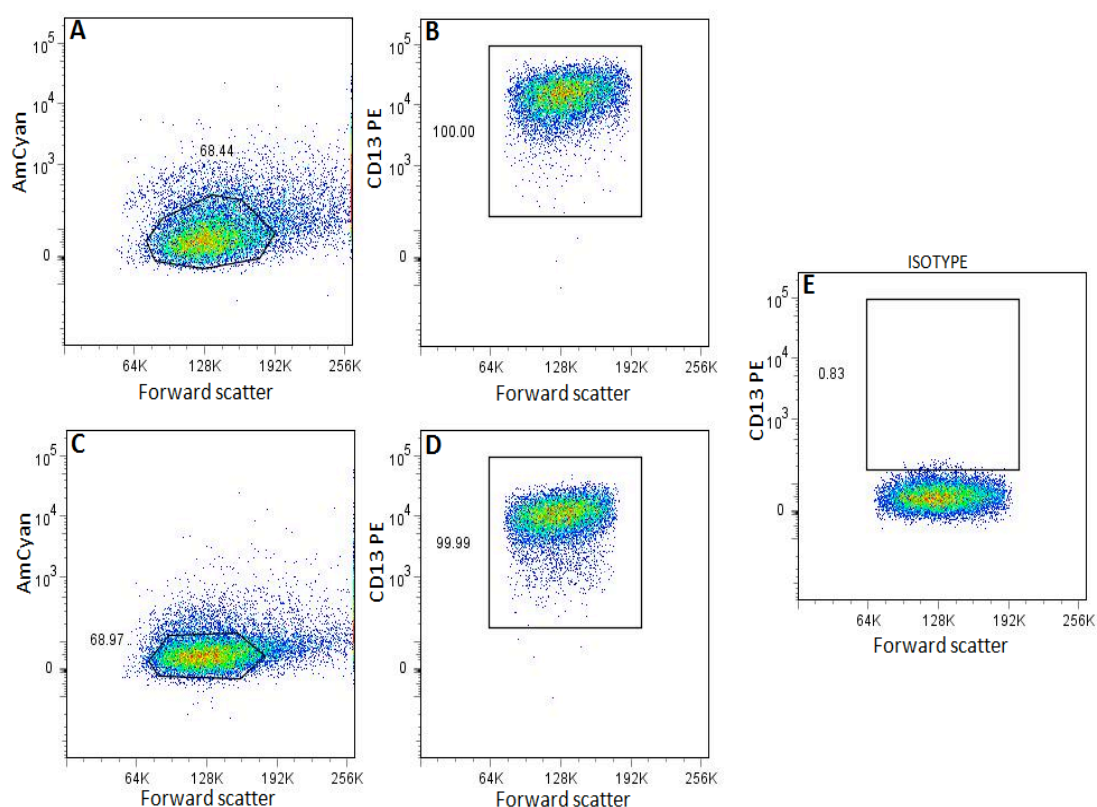 A
AmCyan
10^5
10^4
10^3
0
68.44
64K 128K 192K 256K
Forward scatter
B
CD13 PE
10^5
10^4
10^3
0
100.00
64K 128K 192K 256K
Forward scatter
C
AmCyan
10^5
10^4
10^3
0
68.97
64K 128K 192K 256K
Forward scatter
D
CD13 PE
10^5
10^4
10^3
0
99.99
64K 128K 192K 256K
Forward scatter
ISOTYPE
E
CD13 PE
10^5
10^4
10^3
0
0.83
64K 128K 192K 256K
Forward scatter